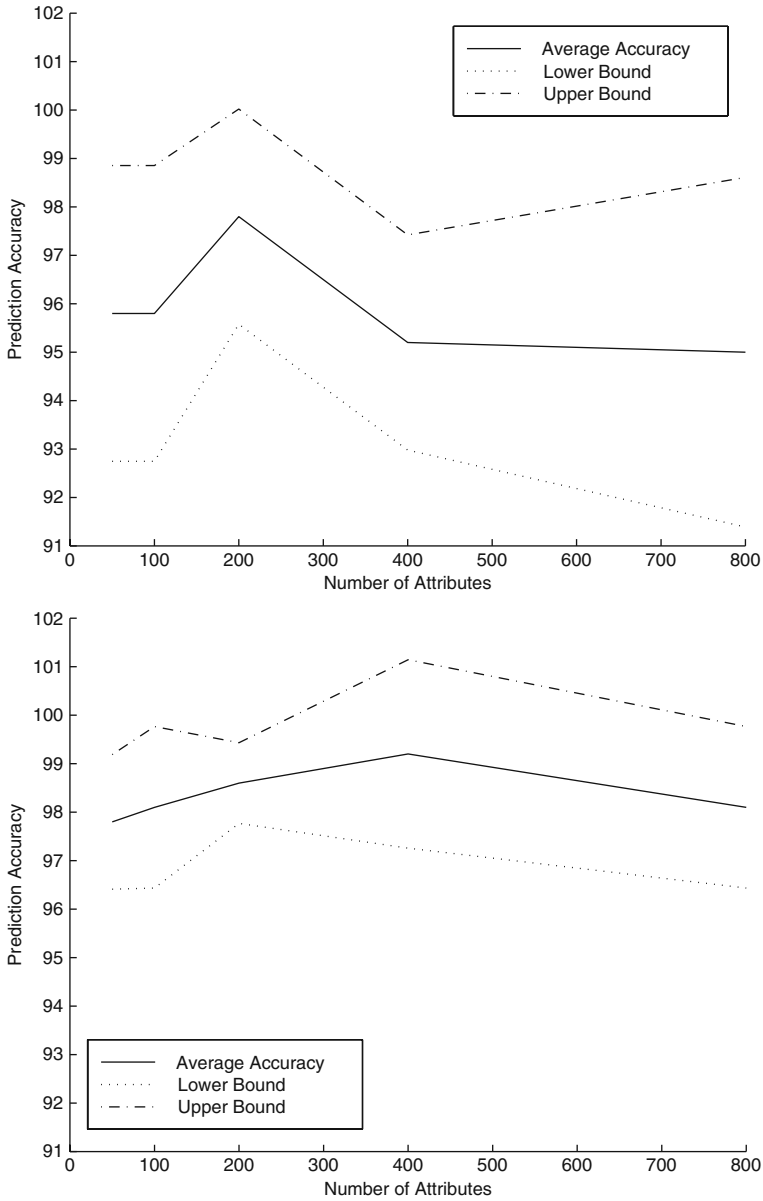 102
101
100
99
98
97
96
95
94
93
92
91
Prediction Accuracy
Average Accuracy
Lower Bound
Upper Bound
0 100 200 300 400 500 600 700 800
Number of Attributes
102
101
100
99
98
97
96
95
94
93
92
91
Prediction Accuracy
Average Accuracy
Lower Bound
Upper Bound
0 100 200 300 400 500 600 700 800
Number of Attributes